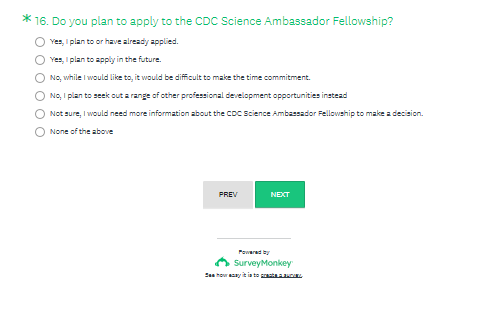 * 16. Do you plan to apply to the CDC Science Ambassador Fellowship?
Yes, I plan to or have already applied.
Yes, I plan to apply in the future.
No, while I would like to, it would be difficult to make the time commitment.
No, I plan to seek out a range of other professional development opportunities instead
Not sure, I would need more information about the CDC Science Ambassador Fellowship to make a decision.
None of the above
PREV NEXT
Powered by
SurveyMonkey
See how easy it is to create a survey.